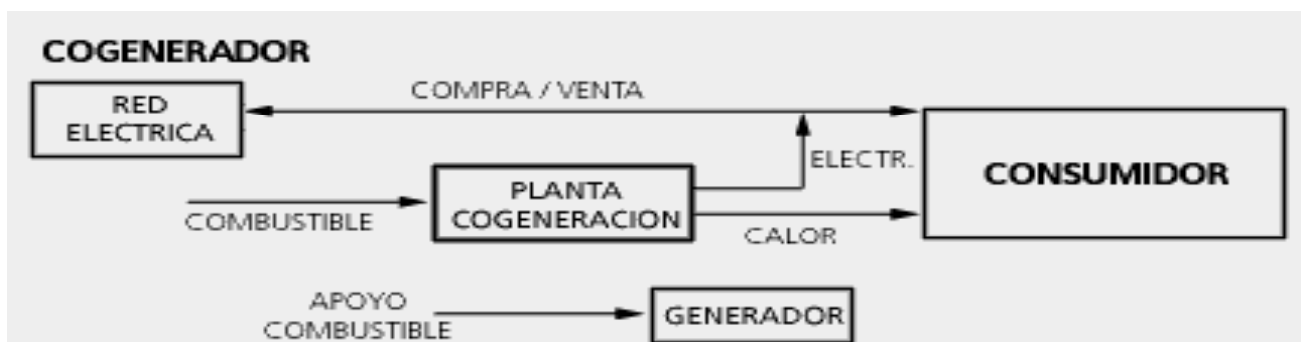 COGENERADOR
RED
ELECTRICA
COMPRA / VENTA
ELECTR.
CONSUMIDOR
COMBUSTIBLE
PLANTA
COGENERACION
CALOR
APOYO
COMBUSTIBLE
GENERADOR